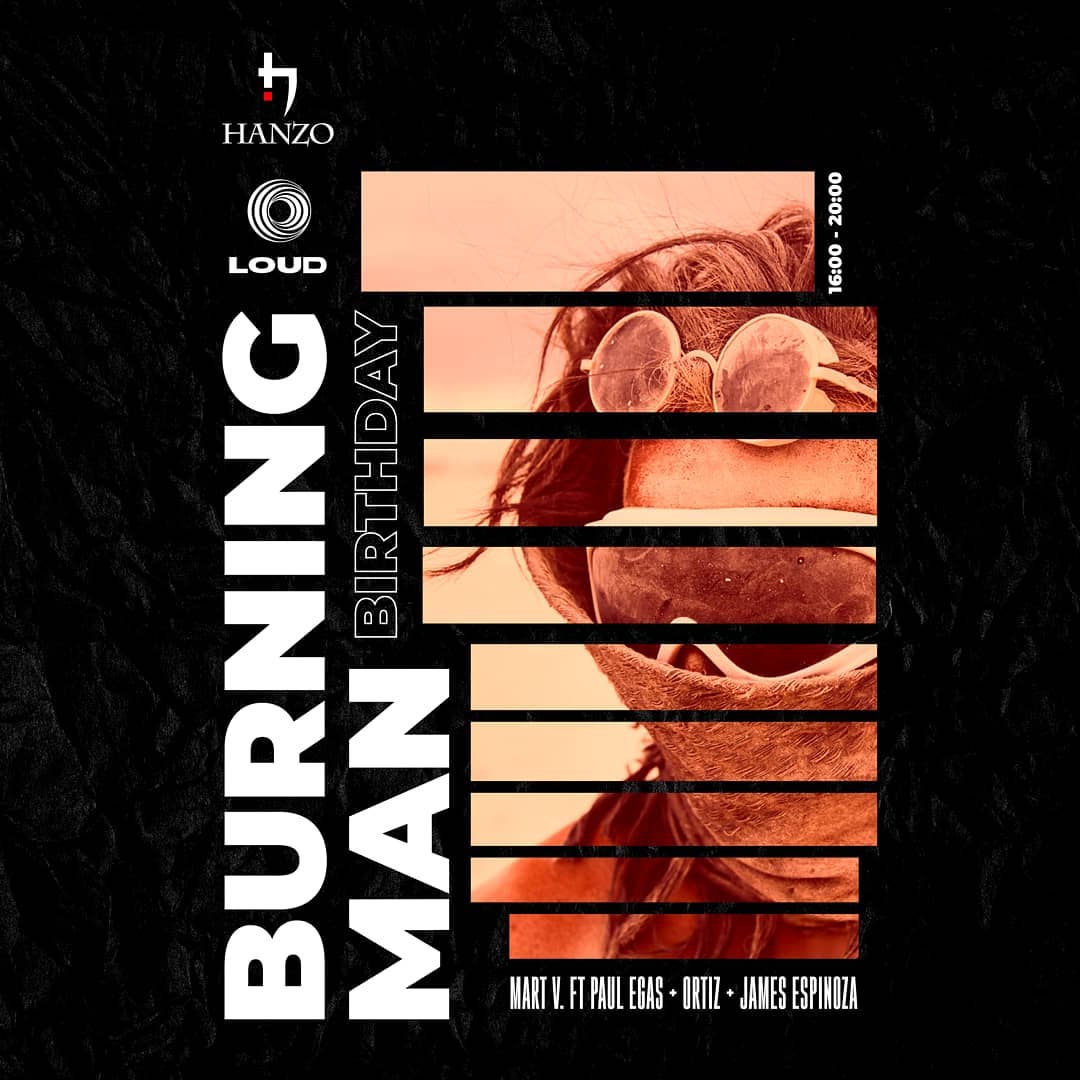 HANZO
LOUD
16:00 - 20:00
BURNING
BIRTHDAY
MAN
MART V. FT PAUL EGAS + ORTIZ + JAMES ESPINOZA